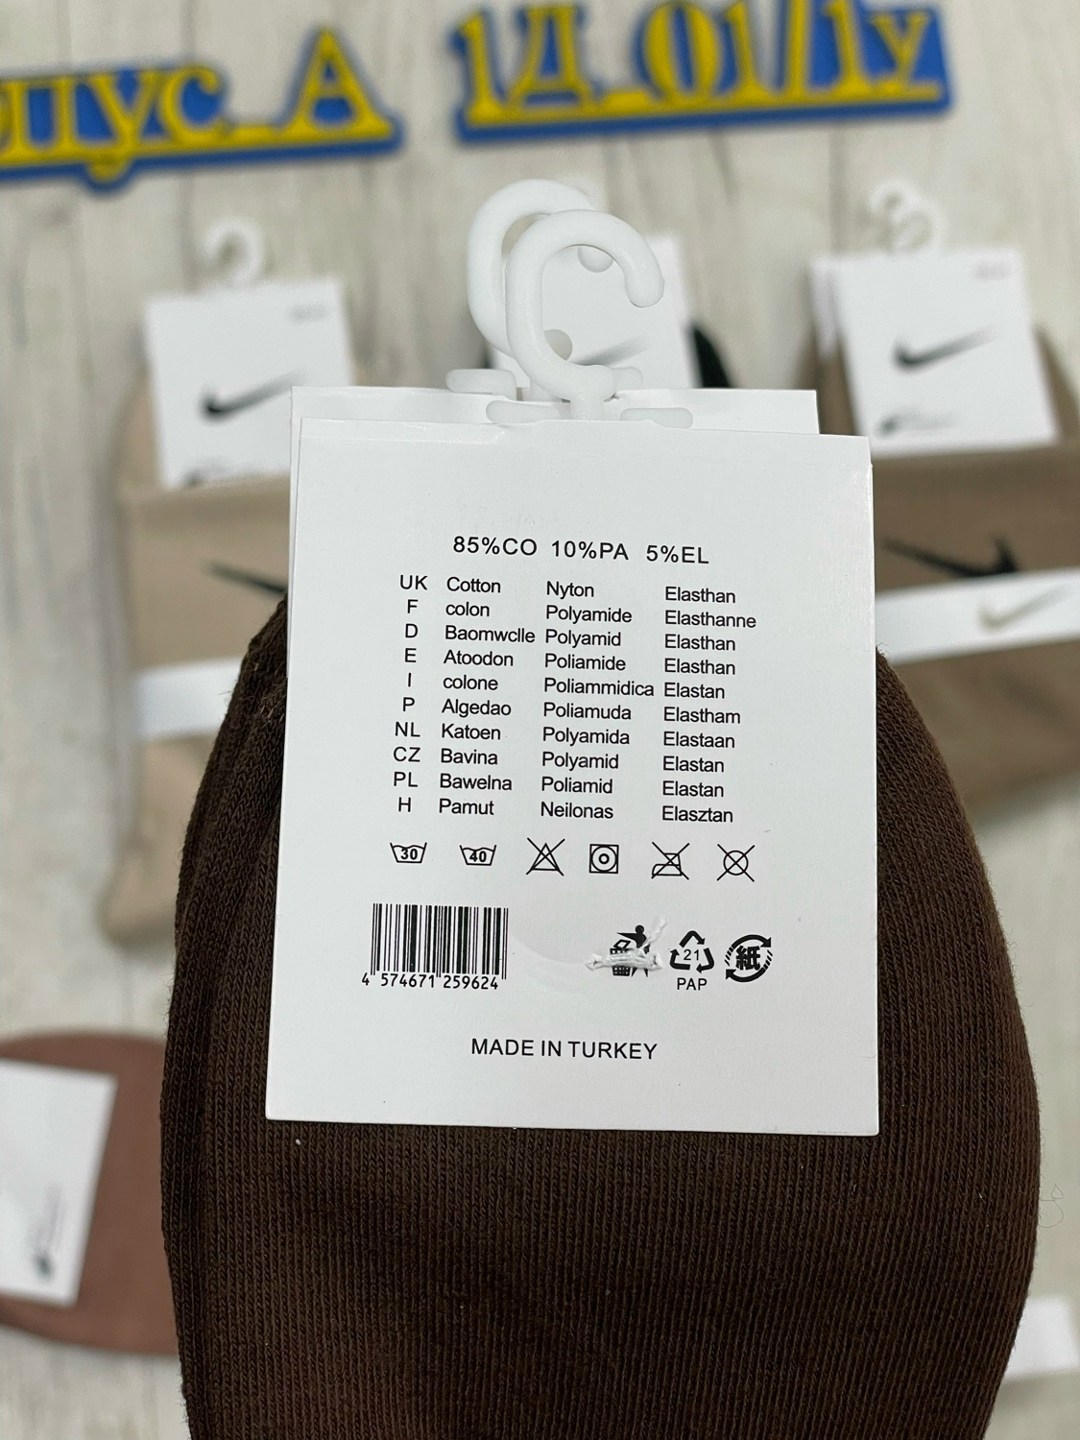 пус А 1Д 01/1у
85%CO 10%PA 5%EL
UK Cotton Nyton Elasthan
F colon Polyamide Elasthanne
D Baomwclle Polyamid Elasthan
E Atoodon Poliamide Elasthan
I colone Poliammidica Elastan
P Algedao Poliamuda Elastham
NL Katoen Polyamida Elastaan
CZ Bavina Polyamid Elastan
PL Bawelna Poliamid Elastan
H Pamut Neilonas Elasztan
30 40
4 574671 259624
21 紙
PAP
MADE IN TURKEY